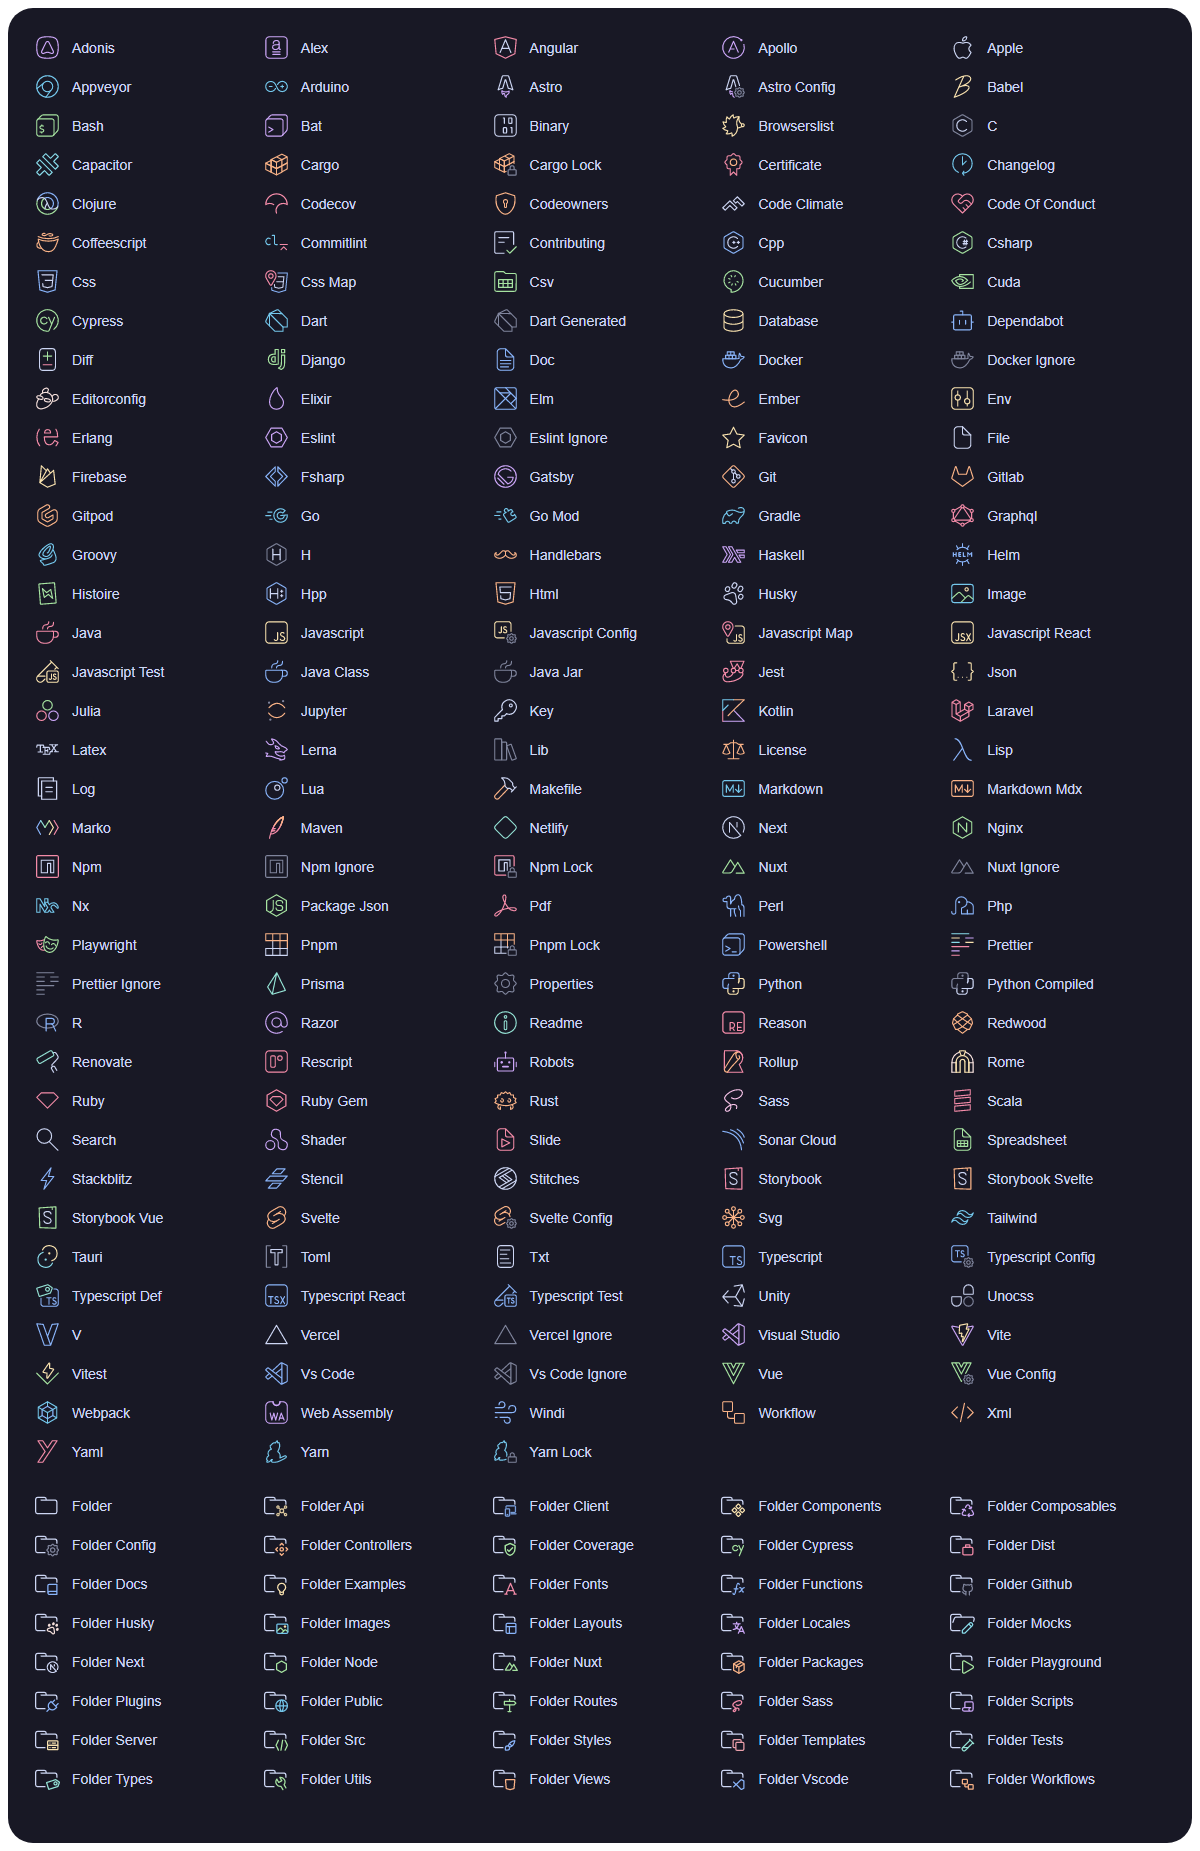 Adonis Alex Angular Apollo Apple
Appveyor Arduino Astro Astro Config Babel
Bash Bat Binary Browserslist C
Capacitor Cargo Cargo Lock Certificate Changelog
Clojure Codecov Codeowners Code Climate Code Of Conduct
Coffeescript Commitlint Contributing Cpp Csharp
Css Css Map Csv Cucumber Cuda
Cypress Dart Dart Generated Database Dependabot
Diff Django Doc Docker Docker Ignore
Editorconfig Elixir Elm Ember Env
Erlang Eslint Eslint Ignore Favicon File
Firebase Fsharp Gatsby Git Gitlab
Gitpod Go Go Mod Gradle Graphql
Groovy H Handlebars Haskell Helm
Histoire Hpp Html Husky Image
Java Javascript Javascript Config Javascript Map Javascript React
Javascript Test Java Class Java Jar Jest Json
Julia Jupyter Key Kotlin Laravel
Latex Lerna Lib License Lisp
Log Lua Makefile Markdown Markdown Mdx
Marko Maven Netlify Next Nginx
Npm Npm Ignore Npm Lock Nuxt Nuxt Ignore
Nx Package Json Pdf Perl Php
Playwright Pnpm Pnpm Lock Powershell Prettier
Prettier Ignore Prisma Properties Python Python Compiled
R Razor Readme Reason Redwood
Renovate Rescript Robots Rollup Rome
Ruby Ruby Gem Rust Sass Scala
Search Shader Slide Sonar Cloud Spreadsheet
Stackblitz Stencil Stitches Storybook Storybook Svelte
Storybook Vue Svelte Svelte Config Svg Tailwind
Tauri Toml Txt Typescript Typescript Config
Typescript Def Typescript React Typescript Test Unity Unocss
V Vercel Vercel Ignore Visual Studio Vite
Vitest Vs Code Vs Code Ignore Vue Vue Config
Webpack Web Assembly Windi Workflow Xml
Yaml Yarn Yarn Lock
Folder Folder Api Folder Client Folder Components Folder Composables
Folder Config Folder Controllers Folder Coverage Folder Cypress Folder Dist
Folder Docs Folder Examples Folder Fonts Folder Functions Folder Github
Folder Husky Folder Images Folder Layouts Folder Locales Folder Mocks
Folder Next Folder Node Folder Nuxt Folder Packages Folder Playground
Folder Plugins Folder Public Folder Routes Folder Sass Folder Scripts
Folder Server Folder Src Folder Styles Folder Templates Folder Tests
Folder Types Folder Utils Folder Views Folder Vscode Folder Workflows